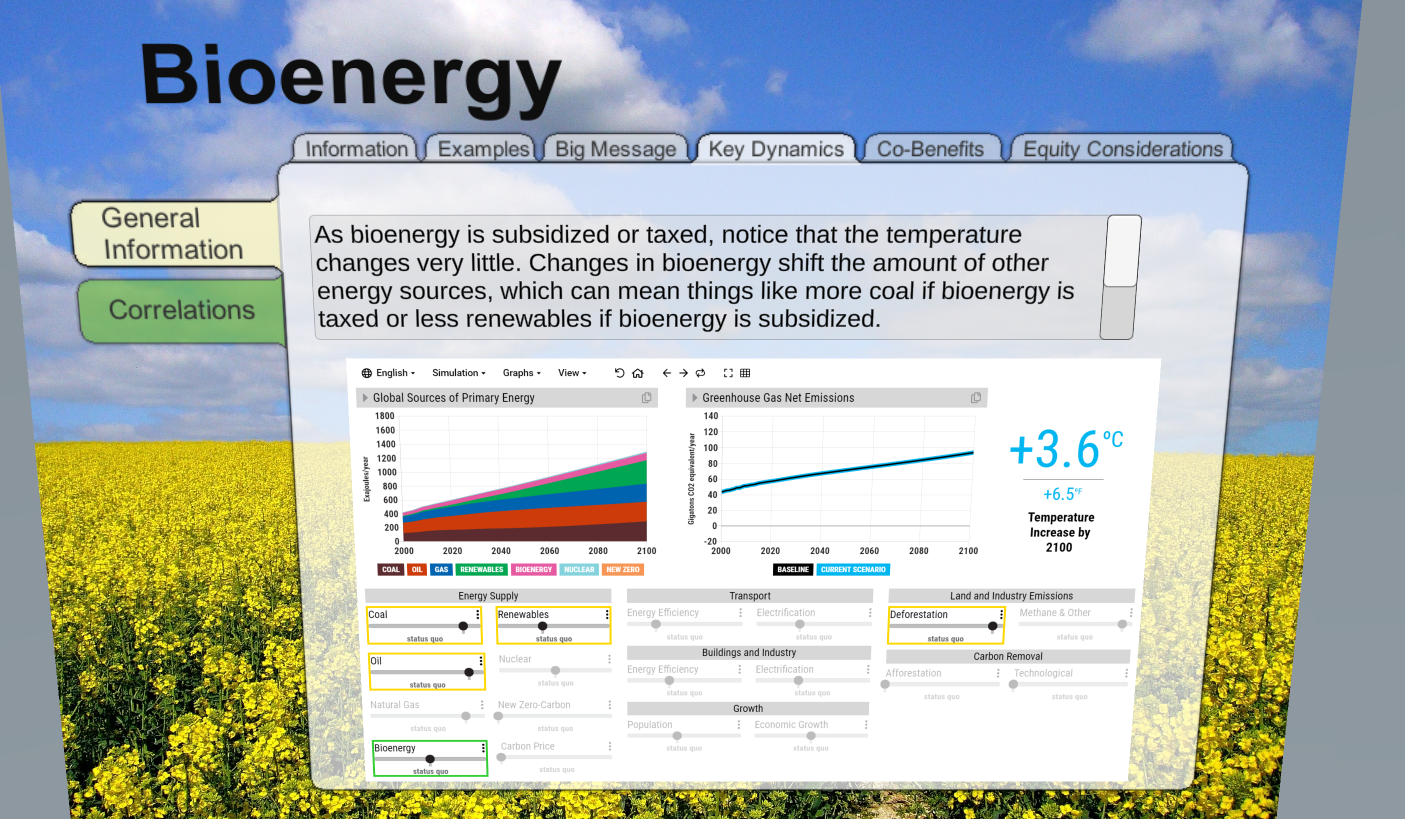 Bioenergy
Information
Examples
Big Message
Key Dynamics
Co-Benefits
Equity Considerations
General
Information
Correlations
As bioenergy is subsidized or taxed, notice that the temperature
changes very little. Changes in bioenergy shift the amount of other
energy sources, which can mean things like more coal if bioenergy is
taxed or less renewables if bioenergy is subsidized.
English Simulation Graphs View
Global Sources of Primary Energy
Exajoules/year
1800
1600
1400
1200
1000
800
600
400
200
0
2000 2020 2040 2060 2080 2100
COAL OIL GAS RENEWABLES BIOENERGY NUCLEAR NEW ZERO
Greenhouse Gas Net Emissions
Gigatons CO2 equivalent/year
140
120
100
80
60
40
20
0
-20
2000 2020 2040 2060 2080 2100
BASELINE CURRENT SCENARIO
+3.6 °C
+6.5 °F
Temperature
Increase by
2100
Energy Supply
Coal
status quo
Renewables
status quo
Oil
status quo
Nuclear
status quo
Natural Gas
status quo
New Zero-Carbon
status quo
Bioenergy
status quo
Carbon Price
status quo
Transport
Energy Efficiency
status quo
Electrification
status quo
Buildings and Industry
Energy Efficiency
status quo
Electrification
status quo
Growth
Population
status quo
Economic Growth
status quo
Land and Industry Emissions
Deforestation
status quo
Methane & Other
status quo
Carbon Removal
Afforestation
status quo
Technological
status quo